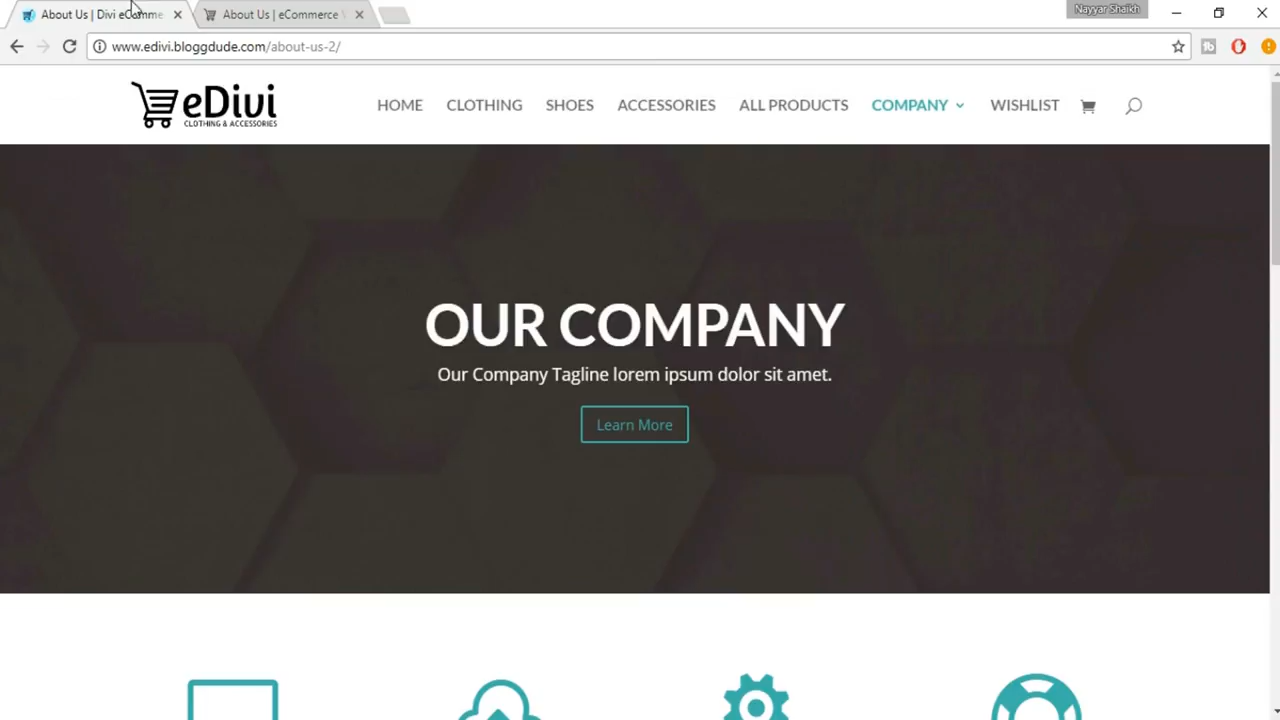 About Us | Divi eComme
About Us | eCommerce
Nayyar Shaikh
www.edivi.bloggdude.com/about-us-2/
eDivi
CLOTHING & ACCESSORIES
HOME CLOTHING SHOES ACCESSORIES ALL PRODUCTS COMPANY WISHLIST
OUR COMPANY
Our Company Tagline lorem ipsum dolor sit amet.
Learn More